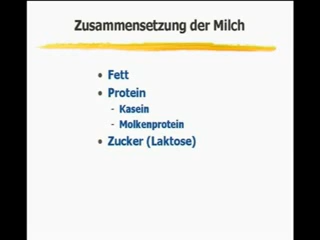 Zusammensetzung der Milch
• Fett
• Protein
- Kasein
- Molkenprotein
• Zucker (Laktose)